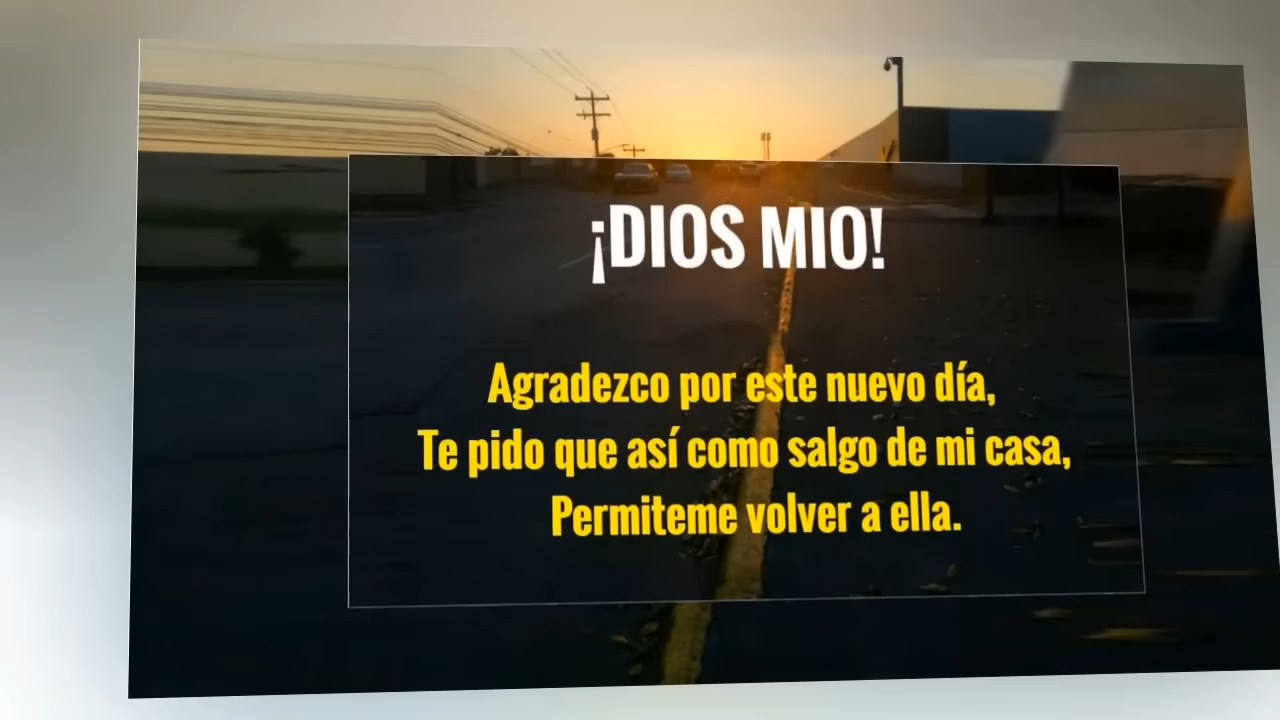 ¡DIOS MIO!
Agradezco por este nuevo día,
Te pido que así como salgo de mi casa,
Permiteme volver a ella.